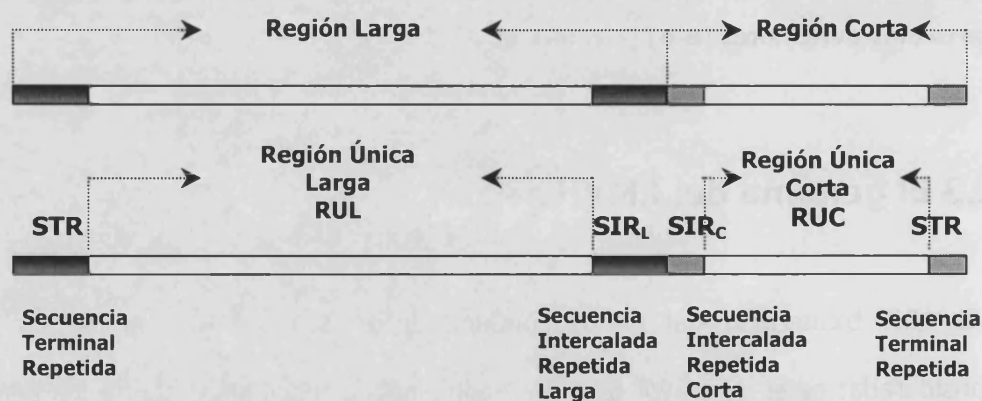 Región Larga
Región Corta
Región Única
Larga
RUL
Región Única
Corta
RUC
STR
SIRL
SIRC
STR
Secuencia
Terminal
Repetida
Secuencia
Intercalada
Repetida
Larga
Secuencia
Intercalada
Repetida
Corta
Secuencia
Terminal
Repetida